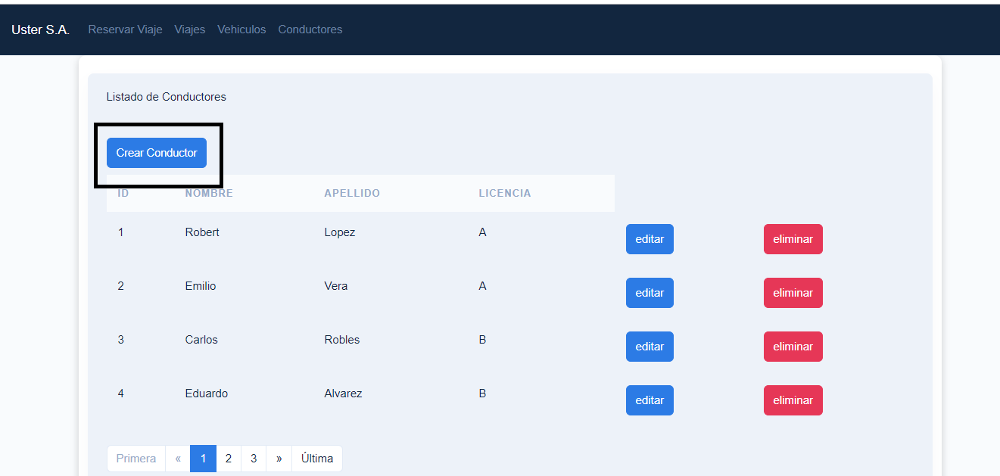 Uster S.A. Reservar Viaje Viajes Vehiculos Conductores
Listado de Conductores
Crear Conductor
ID NOMBRE APELLIDO LICENCIA
1 Robert Lopez A editar eliminar
2 Emilio Vera A editar eliminar
3 Carlos Robles B editar eliminar
4 Eduardo Alvarez B editar eliminar
Primera « 1 2 3 » Última